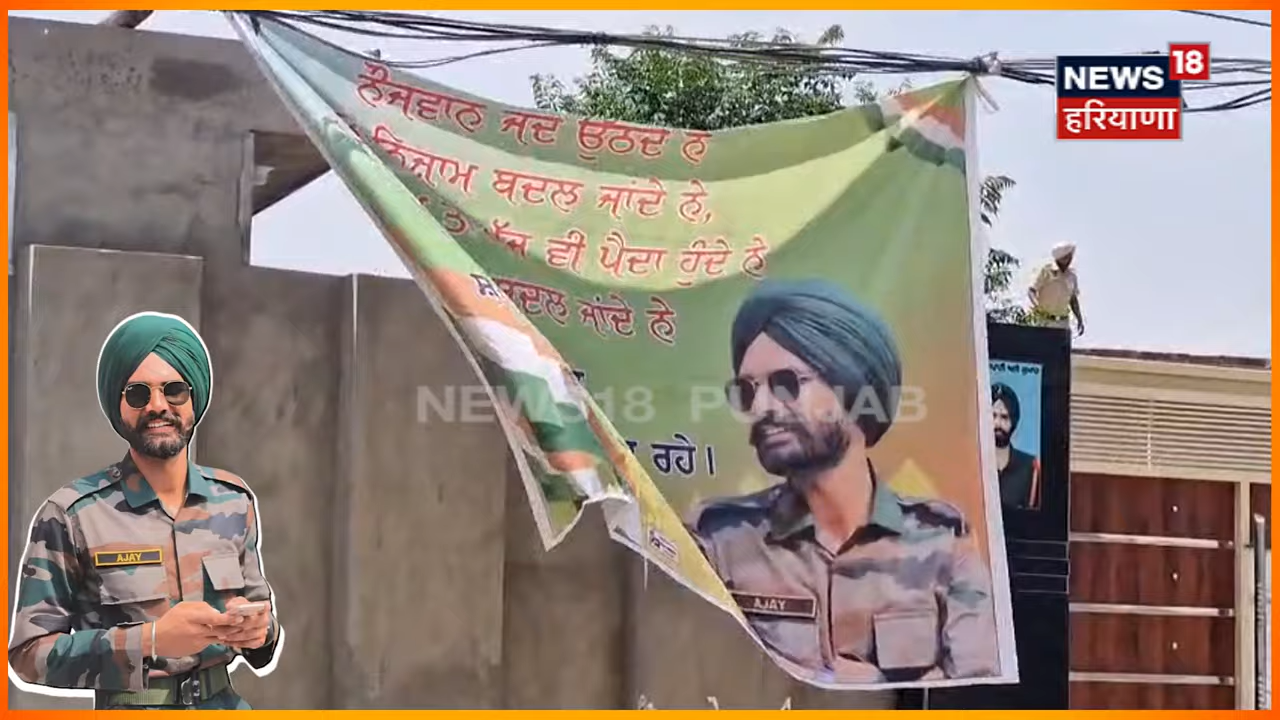 ਨੌਜਵਾਨ ਜਦ ਉਠਦੇ ਨੇ
ਨਿਜ਼ਾਮ ਬਦਲ ਜਾਂਦੇ ਨੇ,
ਵੀ ਪੈਦਾ ਹੁੰਦੇ ਨੇ
ਬਦਲ ਜਾਂਦੇ ਨੇ
ਰਹੇ।
AJAY
NEWS18 PUNJAB
NEWS 18
हरियाणा
AJAY